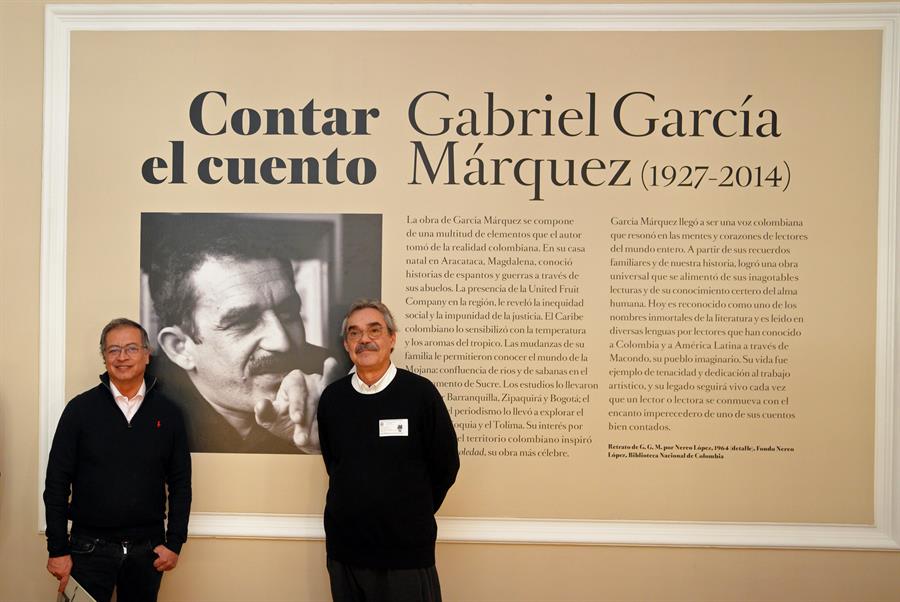 Contar
el cuento
Gabriel García
Márquez (1927-2014)
La obra de García Márquez se compone
de una multitud de elementos que el autor
tomó de la realidad colombiana. En su casa
natal en Aracataca, Magdalena, conoció
historias de espantos y guerras a través de
sus abuelos. La presencia de la United Fruit
Company en la región, le reveló la inequidad
social y la impunidad de la justicia. El Caribe
colombiano lo sensibilizó con la temperatura
y los aromas del tropico. Las mudanzas de su
familia le permitieron conocer el mundo de la
Mojana: confluencia de ríos y de sabanas en el
amento de Sucre. Los estudios lo llevaron
Barranquilla, Zipaquirá y Bogotá; el
el periodismo lo llevó a explorar el
oquia y el Tolima. Su interés por
el territorio colombiano inspiró
oledad, su obra más célebre.
García Márquez llegó a ser una voz colombiana
que resonó en las mentes y corazones de lectores
del mundo entero. A partir de sus recuerdos
familiares y de nuestra historia, logró una obra
universal que se alimentó de sus inagotables
lecturas y de su conocimiento certero del alma
humana. Hoy es reconocido como uno de los
nombres inmortales de la literatura y es leído en
diversas lenguas por lectores que han conocido
a Colombia y a América Latina a través de
Macondo, su pueblo imaginario. Su vida fue
ejemplo de tenacidad y dedicación al trabajo
artístico, y su legado seguirá vivo cada vez
que un lector o lectora se conmueva con el
encanto imperecedero de uno de sus cuentos
bien contados.
Retrato de G. G. M. por Nereo López, 1964 (detalle). Fondo Nereo
López, Biblioteca Nacional de Colombia